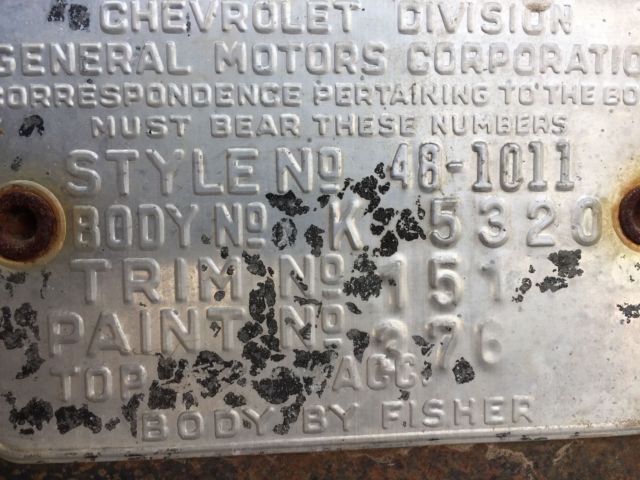 CHEVROLET DIVISION
GENERAL MOTORS CORPORATIO
CORRESPONDENCE PERTAINING TO THE BO
MUST BEAR THESE NUMBERS
STYLE NO 48-1011
BODY NO K 5320
TRIM NO 151
PAINT NO 376
TOP ACC.
BODY BY FISHER